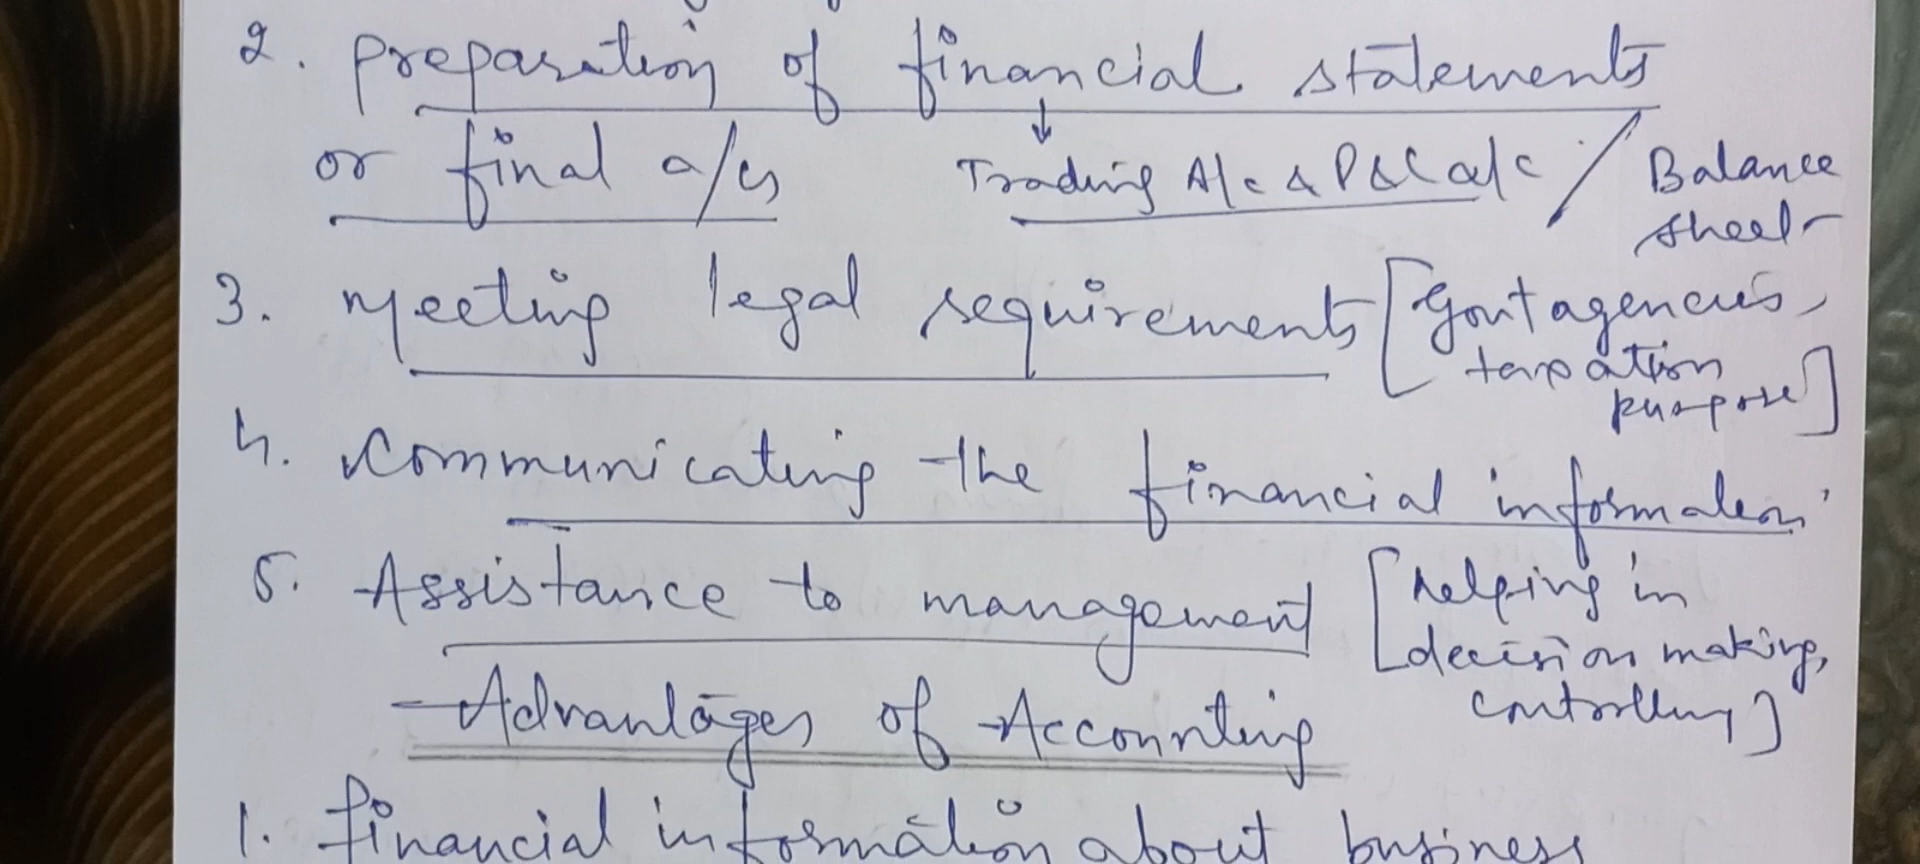 2. Preparation of financial statements
or final a/cs Trading A/c & P&L a/c / Balance
sheet
3. Meeting legal requirements [Govt agencies,
taxation
purpose]
4. Communicating the financial information
5. Assistance to management [helping in
decision making,
controlling]
Advantages of Accounting
1. Financial information about business